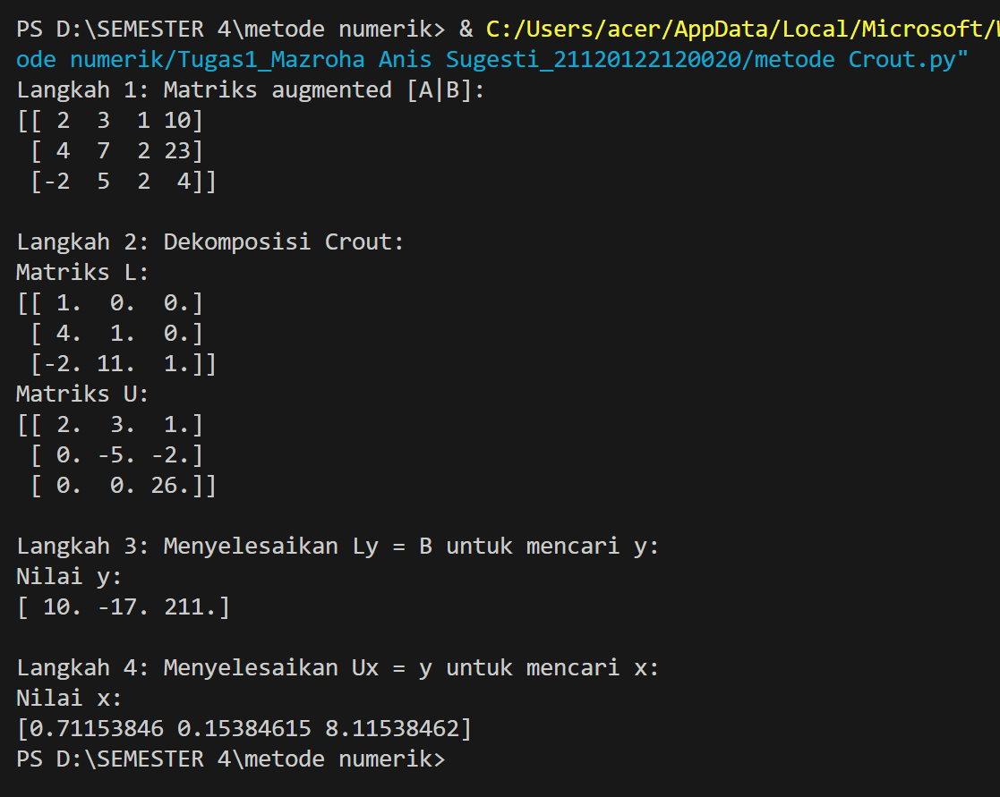 PS D:\SEMESTER 4\metode numerik> & C:/Users/acer/AppData/Local/Microsoft/
ode numerik/Tugas1_Mazroha Anis Sugesti_21120122120020/metode Crout.py"
Langkah 1: Matriks augmented [A|B]:
[[ 2  3  1 10]
 [ 4  7  2 23]
 [-2  5  2  4]]
Langkah 2: Dekomposisi Crout:
Matriks L:
[[ 1.  0.  0.]
 [ 4.  1.  0.]
 [-2. 11.  1.]]
Matriks U:
[[ 2.  3.  1.]
 [ 0. -5. -2.]
 [ 0.  0. 26.]]
Langkah 3: Menyelesaikan Ly = B untuk mencari y:
Nilai y:
[ 10. -17. 211.]
Langkah 4: Menyelesaikan Ux = y untuk mencari x:
Nilai x:
[0.71153846 0.15384615 8.11538462]
PS D:\SEMESTER 4\metode numerik>